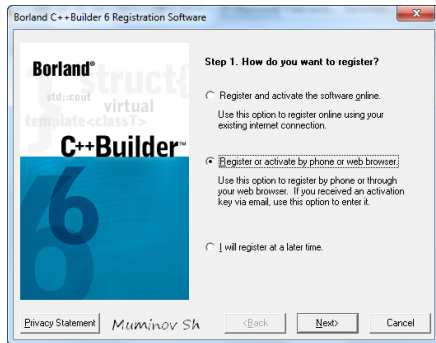 Borland C++Builder 6 Registration Software
Borland®
struct{
std::cout
virtual
template<classT>
C++Builder™
6
Step 1. How do you want to register?
Register and activate the software online.
Use this option to register online using your
existing internet connection.
Register or activate by phone or web browser.
Use this option to register by phone or through
your web browser. If you received an activation
key via email, use this option to enter it.
I will register at a later time.
Privacy Statement
Muminov Sh
<Back
Next>
Cancel